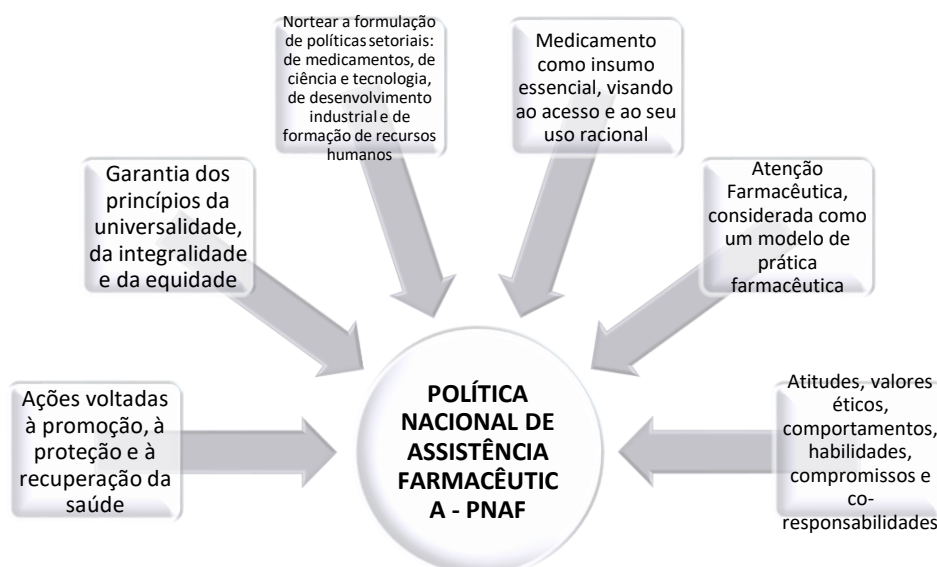 Ações voltadas
à promoção, à
proteção e à
recuperação da
saúde
Garantia dos
princípios da
universalidade,
da integralidade
e da equidade
Nortear a formulação
de políticas setoriais:
de medicamentos, de
ciência e tecnologia,
de desenvolvimento
industrial e de
formação de recursos
humanos
Medicamento
como insumo
essencial, visando
ao acesso e ao seu
uso racional
Atenção
Farmacêutica,
considerada como
um modelo de
prática
farmacêutica
Atitudes, valores
éticos,
comportamentos,
habilidades,
compromissos e
co-
responsabilidades
POLÍTICA
NACIONAL DE
ASSISTÊNCIA
FARMACÊUTIC
A - PNAF